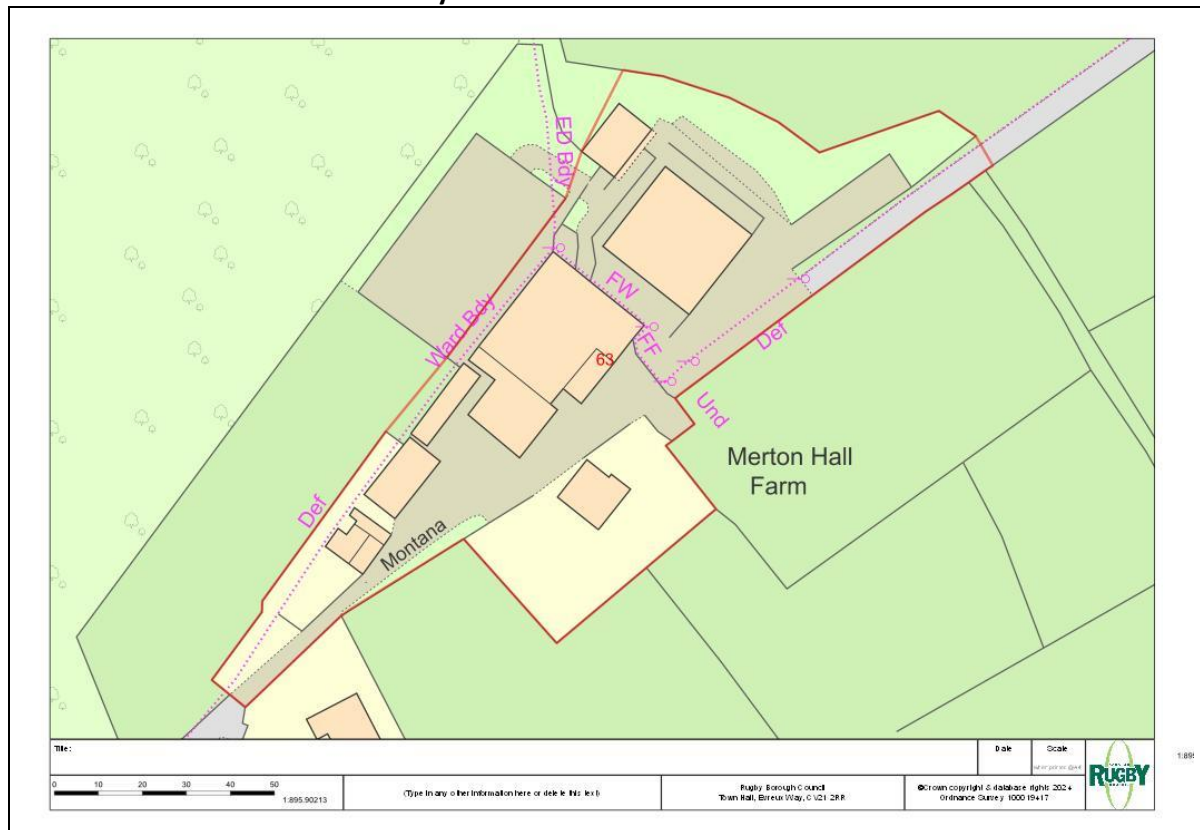 ED Bdy
Ward Bdy
FW
FF
63
Def
Und
Merton Hall
Farm
Def
Montana
Title:
Date
Scale
0 10 20 30 40 50
1:895.90213
(Type in any other information here or delete this text)
Rugby Borough Council
Town Hall, Evreux Way, CV21 2RR
©Crown copyright & database rights 2024
Ordnance Survey 100019417
RUGBY
1:895